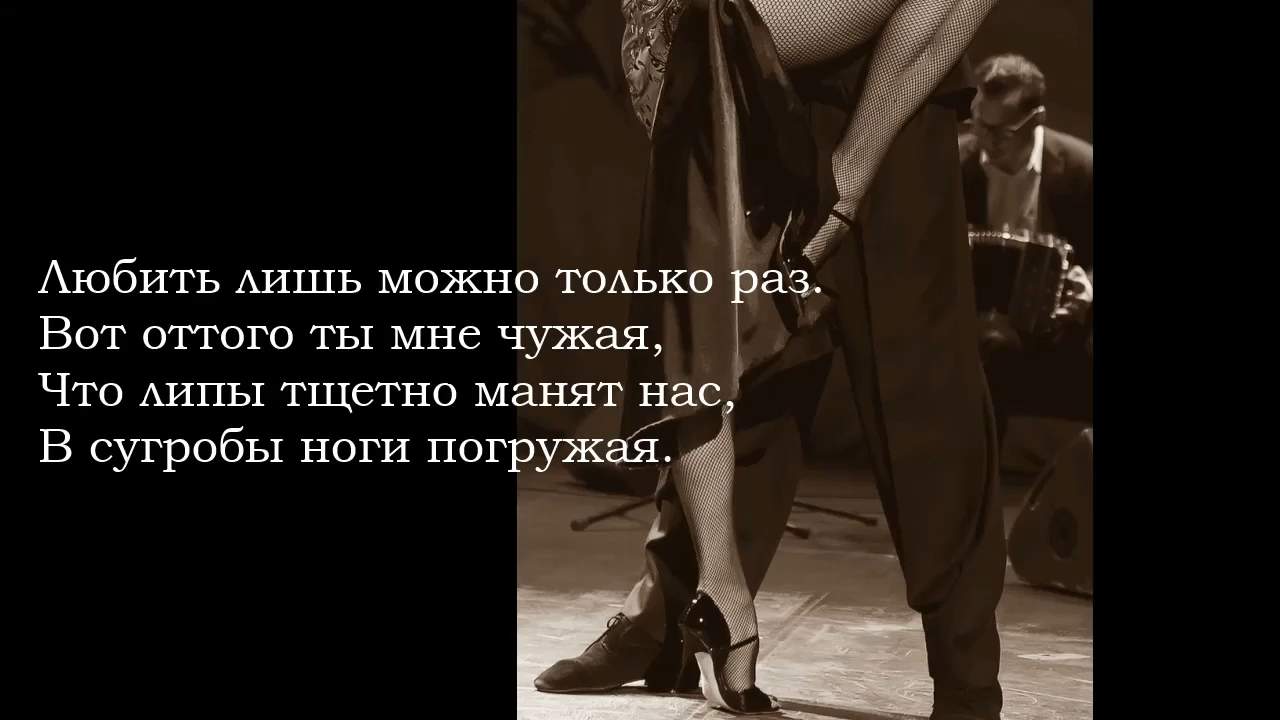 Любить лишь можно только раз.
Вот оттого ты мне чужая,
Что липы тщетно манят нас,
В сугробы ноги погружая.